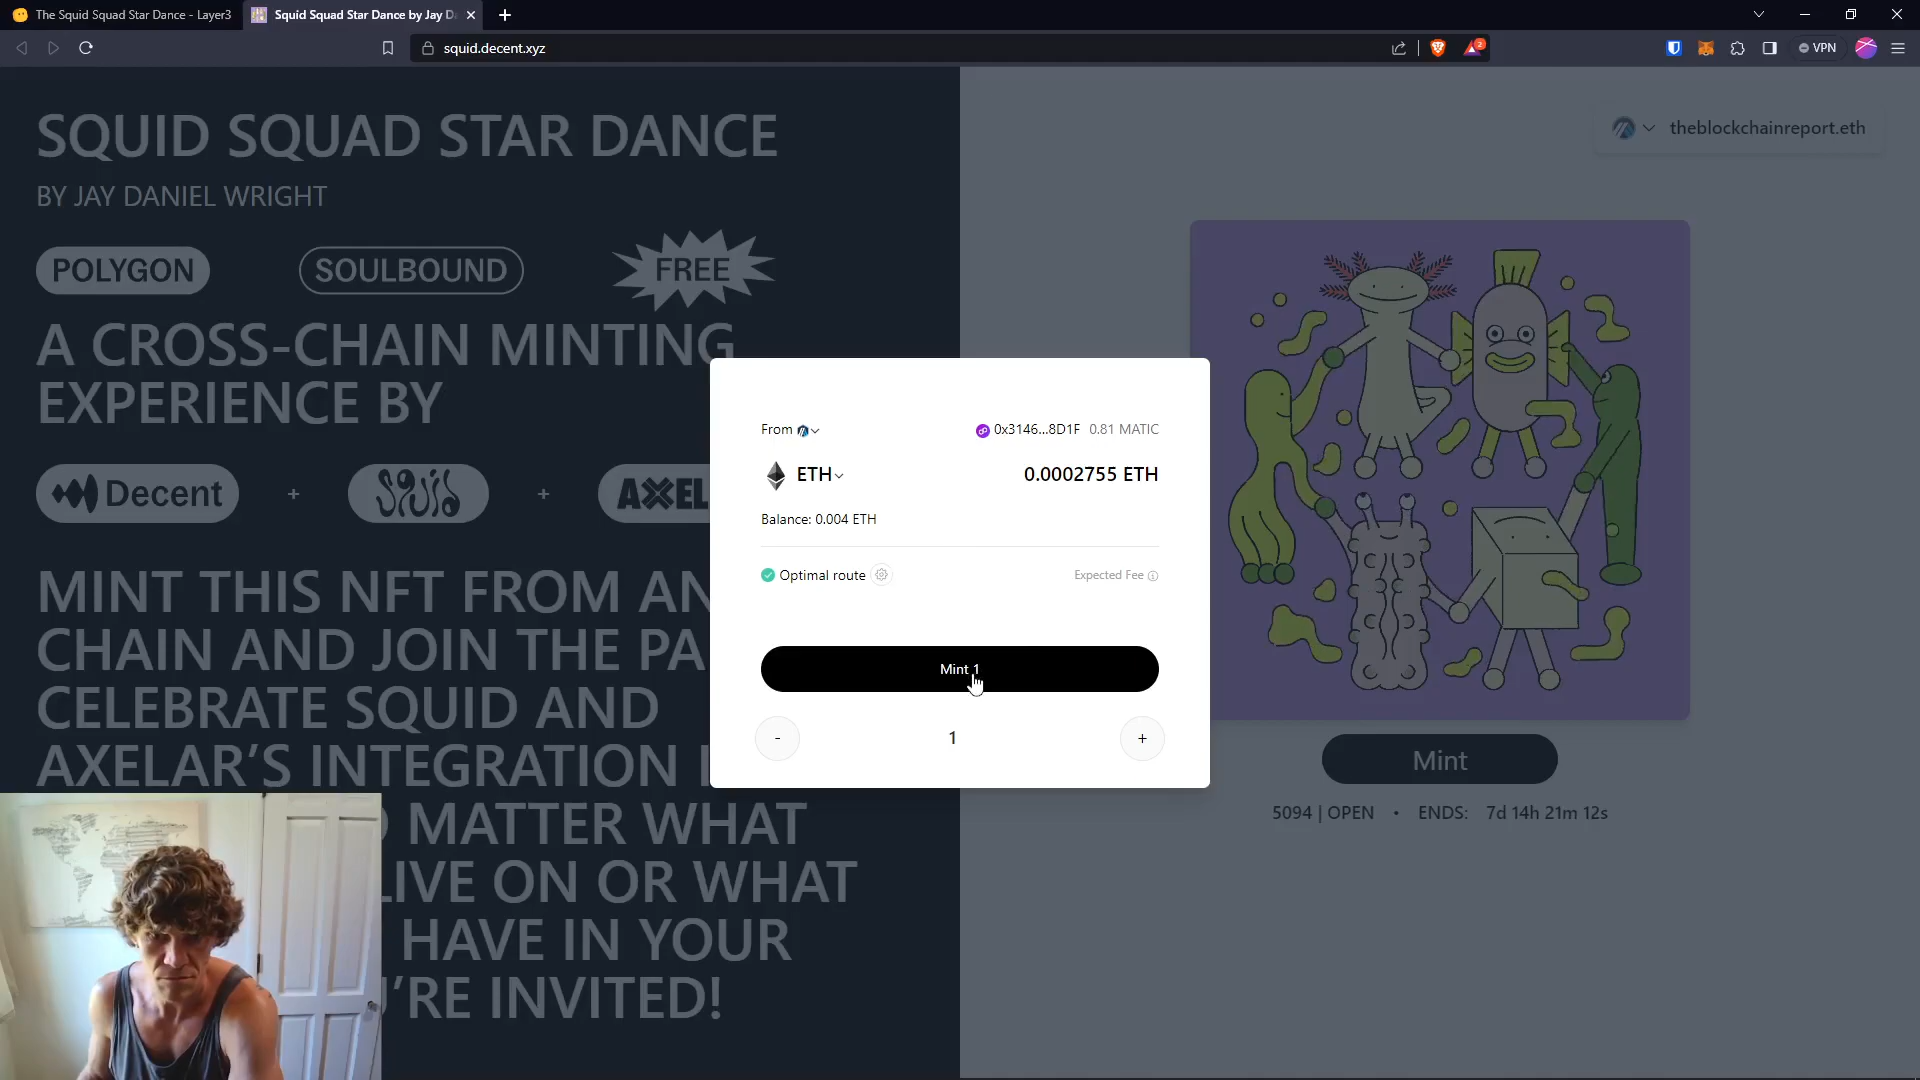 The Squid Squad Star Dance - Layer3
Squid Squad Star Dance by Jay D
squid.decent.xyz
2
VPN
SQUID SQUAD STAR DANCE
BY JAY DANIEL WRIGHT
POLYGON
SOULBOUND
FREE
A CROSS-CHAIN MINTING
EXPERIENCE BY
Decent
+
squid
+
AXEL
MINT THIS NFT FROM AN
CHAIN AND JOIN THE PA
CELEBRATE SQUID AND
AXELAR'S INTEGRATION
MATTER WHAT
LIVE ON OR WHAT
HAVE IN YOUR
'RE INVITED!
theblockchainreport.eth
From
0x3146...8D1F 0.81 MATIC
ETH
0.0002755 ETH
Balance: 0.004 ETH
Optimal route
Expected Fee
Mint 1
-
1
+
Mint
5094 | OPEN • ENDS: 7d 14h 21m 12s